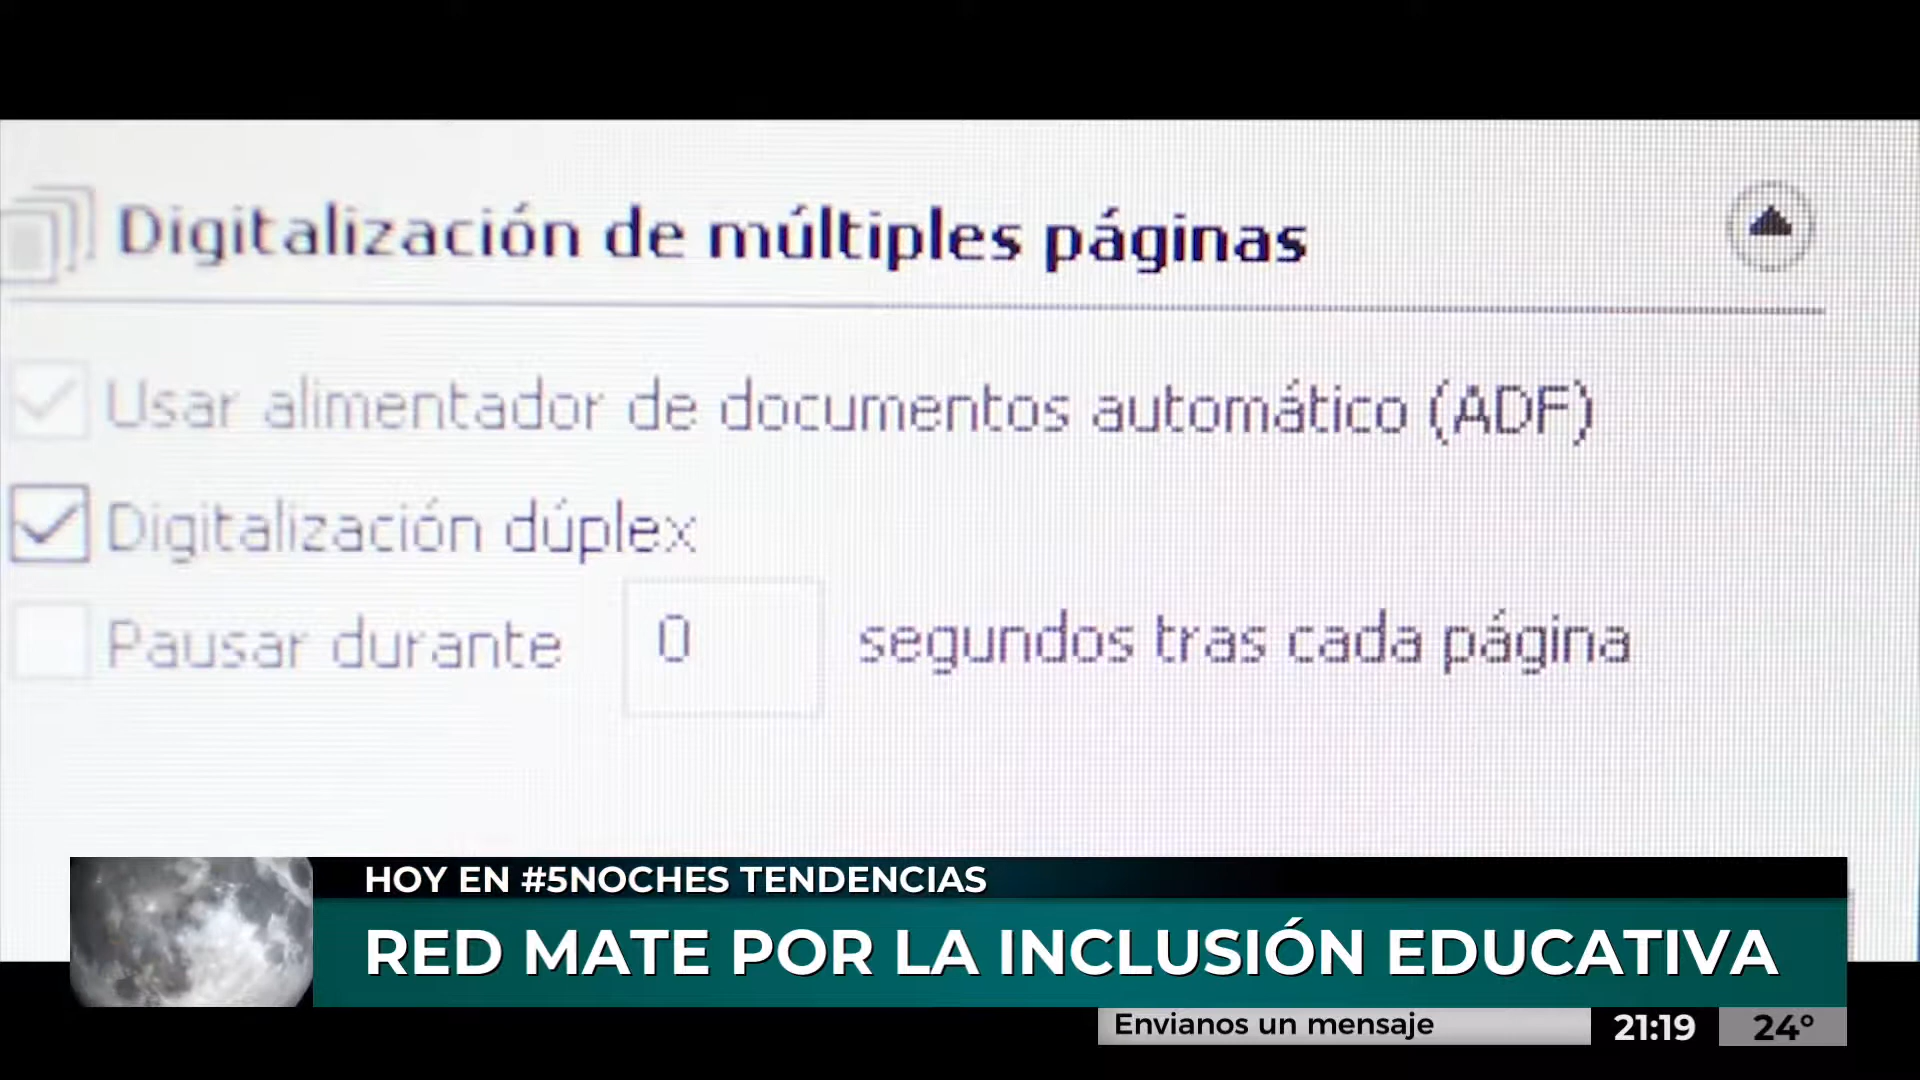 Digitalización de múltiples páginas
Usar alimentador de documentos automático (ADF)
Digitalización dúplex
Pausar durante 0 segundos tras cada página
HOY EN #5NOCHES TENDENCIAS
RED MATE POR LA INCLUSIÓN EDUCATIVA
Envianos un mensaje 21:19 24°